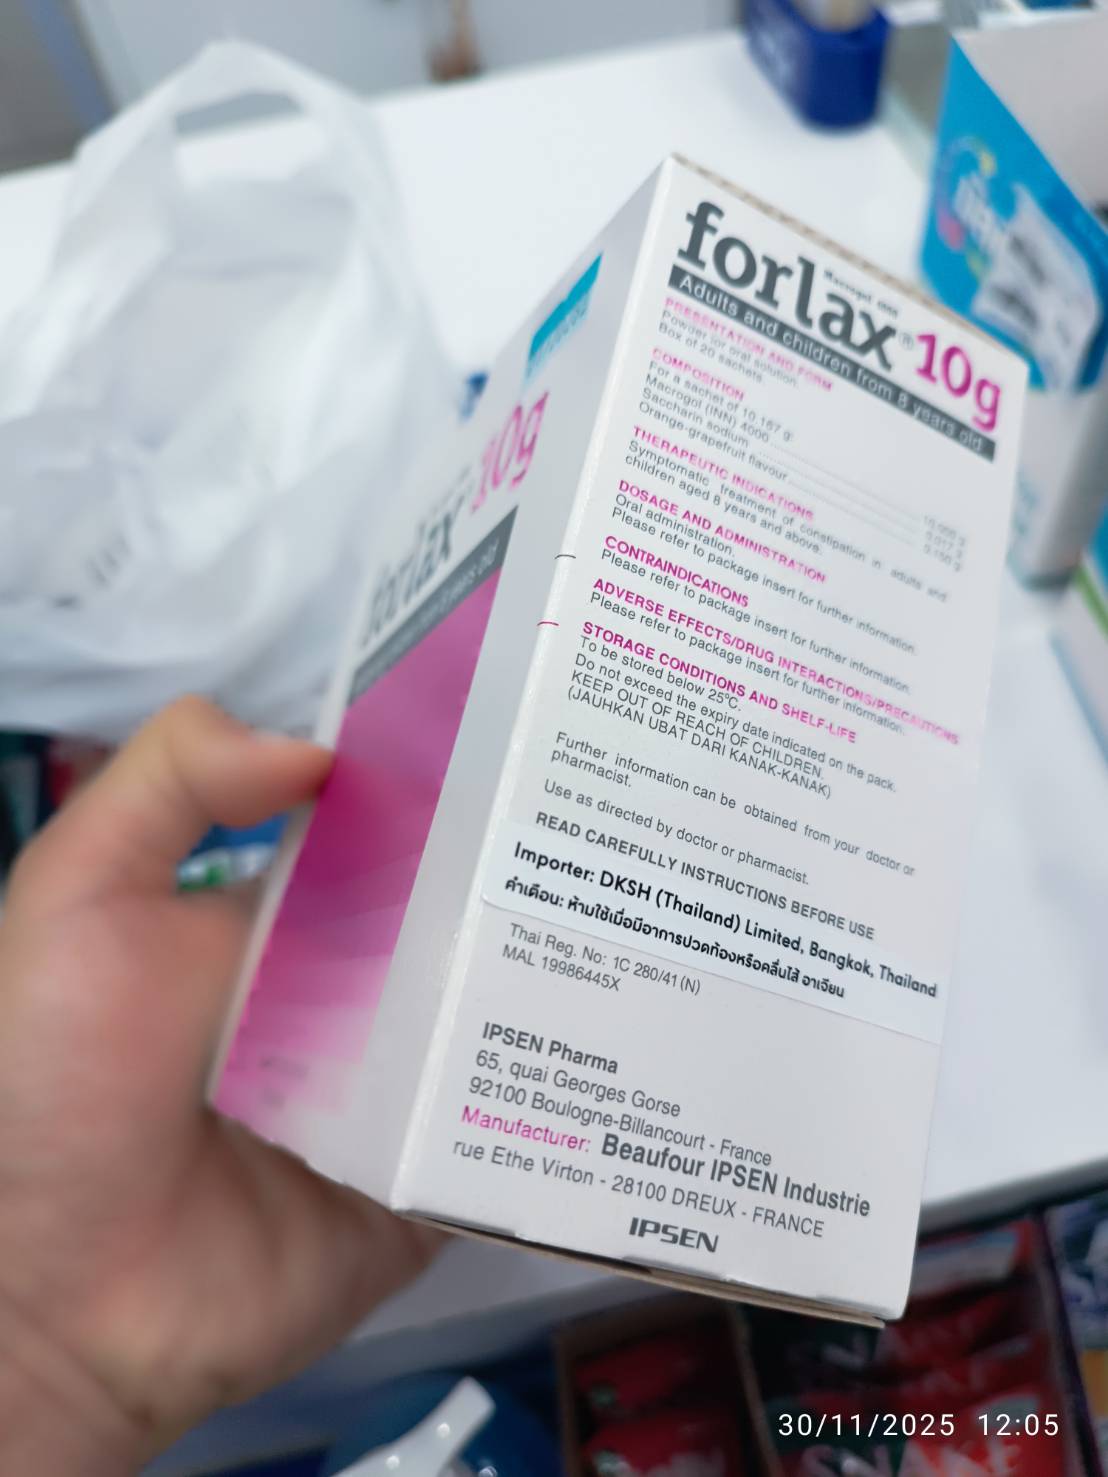 forlax® 10g
Macrogol 4000
Adults and children from 8 years old
PRESENTATION AND FORM
Powder for oral solution.
Box of 20 sachets.
COMPOSITION
For a sachet of 10.167 g:
Macrogol (INN) 4000
Saccharin sodium
Orange-grapefruit flavour
THERAPEUTIC INDICATIONS
Symptomatic treatment of constipation in adults and
children aged 8 years and above.
DOSAGE AND ADMINISTRATION
Oral administration.
Please refer to package insert for further information.
CONTRAINDICATIONS
Please refer to package insert for further information.
ADVERSE EFFECTS/DRUG INTERACTIONS/PRECAUTIONS
Please refer to package insert for further information.
STORAGE CONDITIONS AND SHELF-LIFE
To be stored below 25°C.
Do not exceed the expiry date indicated on the pack.
KEEP OUT OF REACH OF CHILDREN.
(JAUHKAN UBAT DARI KANAK-KANAK)
Further information can be obtained from your doctor or
pharmacist.
Use as directed by doctor or pharmacist.
READ CAREFULLY INSTRUCTIONS BEFORE USE
Importer: DKSH (Thailand) Limited, Bangkok, Thailand
คำเตือน: ห้ามใช้เมื่อมีอาการปวดท้องหรือคลื่นไส้ อาเจียน
Thai Reg. No: 1C 280/41 (N)
MAL 19986445X
IPSEN Pharma
65, quai Georges Gorse
92100 Boulogne-Billancourt - France
Manufacturer: Beaufour IPSEN Industrie
rue Ethe Virton - 28100 DREUX - FRANCE
IPSEN
forlax 10g
30/11/2025 12:05